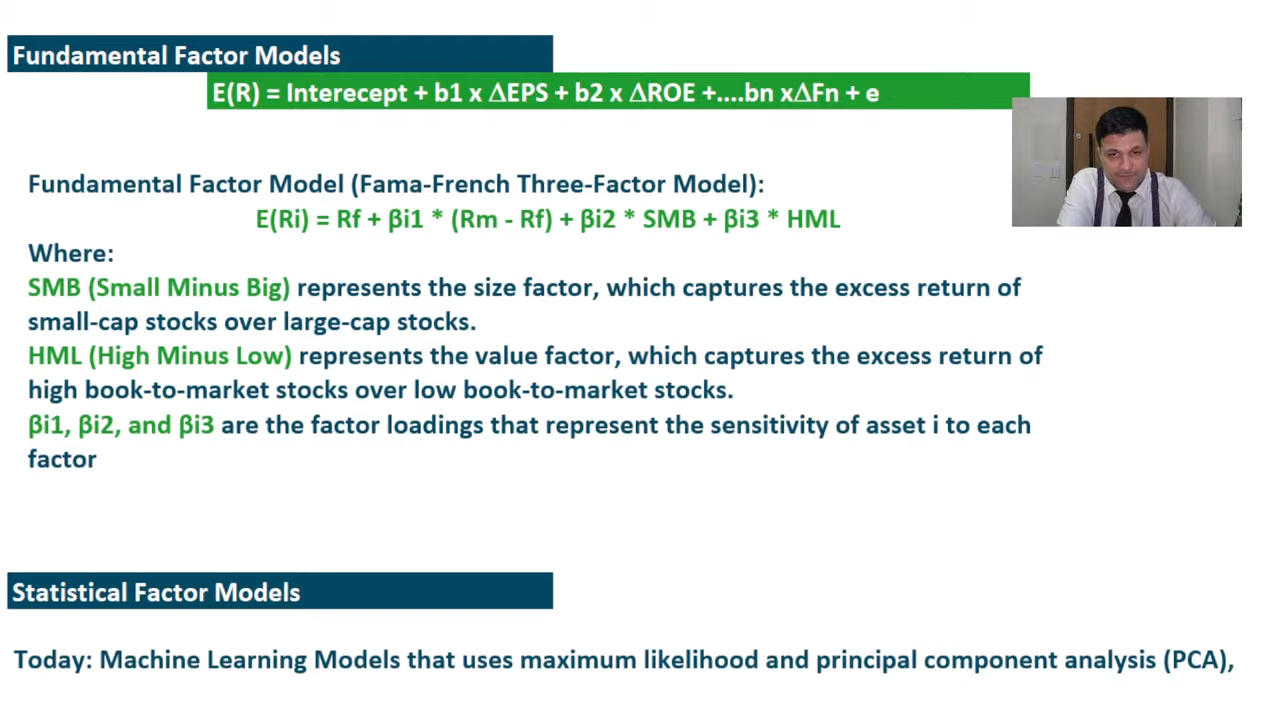 Fundamental Factor Models
E(R) = Interecept + b1 x ΔEPS + b2 x ΔROE +....bn xΔFn + e
Fundamental Factor Model (Fama-French Three-Factor Model):
E(Ri) = Rf + βi1 * (Rm - Rf) + βi2 * SMB + βi3 * HML
Where:
SMB (Small Minus Big) represents the size factor, which captures the excess return of
small-cap stocks over large-cap stocks.
HML (High Minus Low) represents the value factor, which captures the excess return of
high book-to-market stocks over low book-to-market stocks.
βi1, βi2, and βi3 are the factor loadings that represent the sensitivity of asset i to each
factor
Statistical Factor Models
Today: Machine Learning Models that uses maximum likelihood and principal component analysis (PCA),